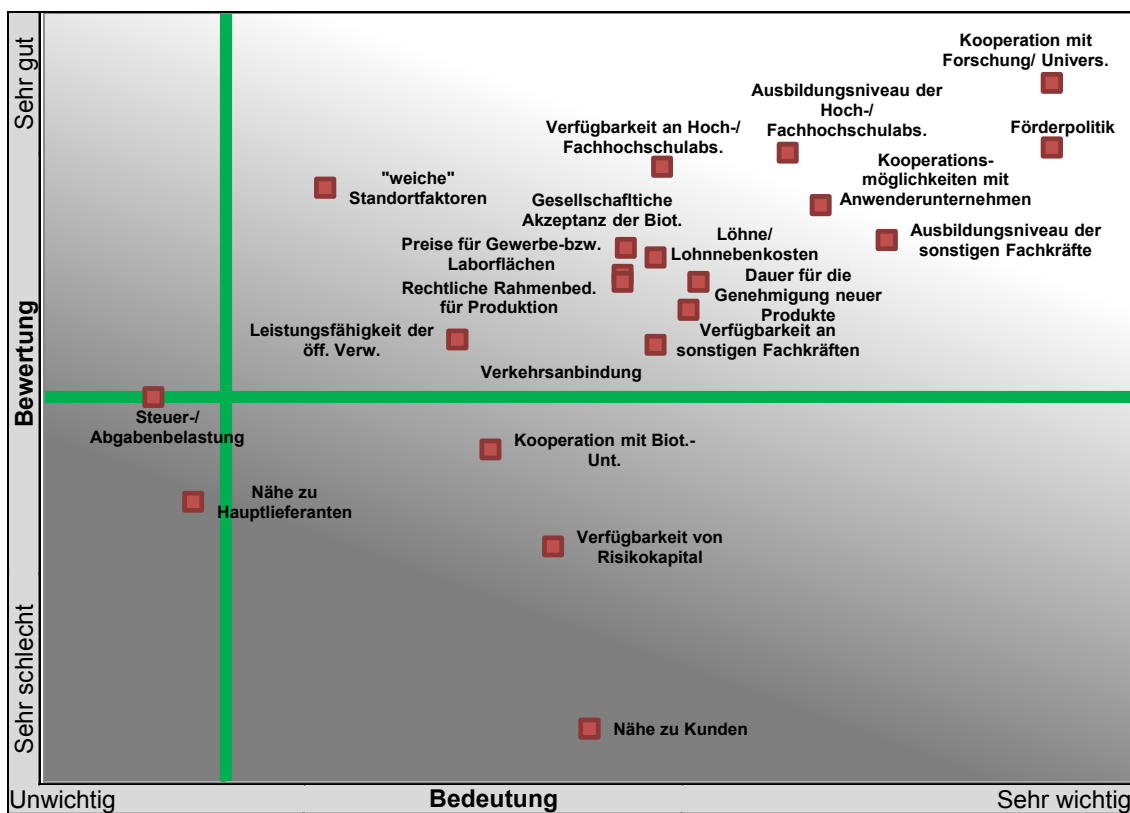 Sehr gut
Bewertung
Sehr schlecht
Kooperation mit
Forschung/ Univers.
Ausbildungsniveau der
Hoch-/
Fachhochschulabs.
Förderpolitik
Verfügbarkeit an Hoch-/
Fachhochschulabs.
Kooperations-
möglichkeiten mit
Anwenderunternehmen
"weiche"
Standortfaktoren
Gesellschafltiche
Akzeptanz der Biot.
Löhne/
Lohnnebenkosten
Ausbildungsniveau der
sonstigen Fachkräfte
Preise für Gewerbe-bzw.
Laborflächen
Dauer für die
Genehmigung neuer
Produkte
Rechtliche Rahmenbed.
für Produktion
Leistungsfähigkeit der
öff. Verw.
Verfügbarkeit an
sonstigen Fachkräften
Verkehrsanbindung
Steuer-/
Abgabenbelastung
Kooperation mit Biot.-
Unt.
Nähe zu
Hauptlieferanten
Verfügbarkeit von
Risikokapital
Nähe zu Kunden
Unwichtig
Bedeutung
Sehr wichtig